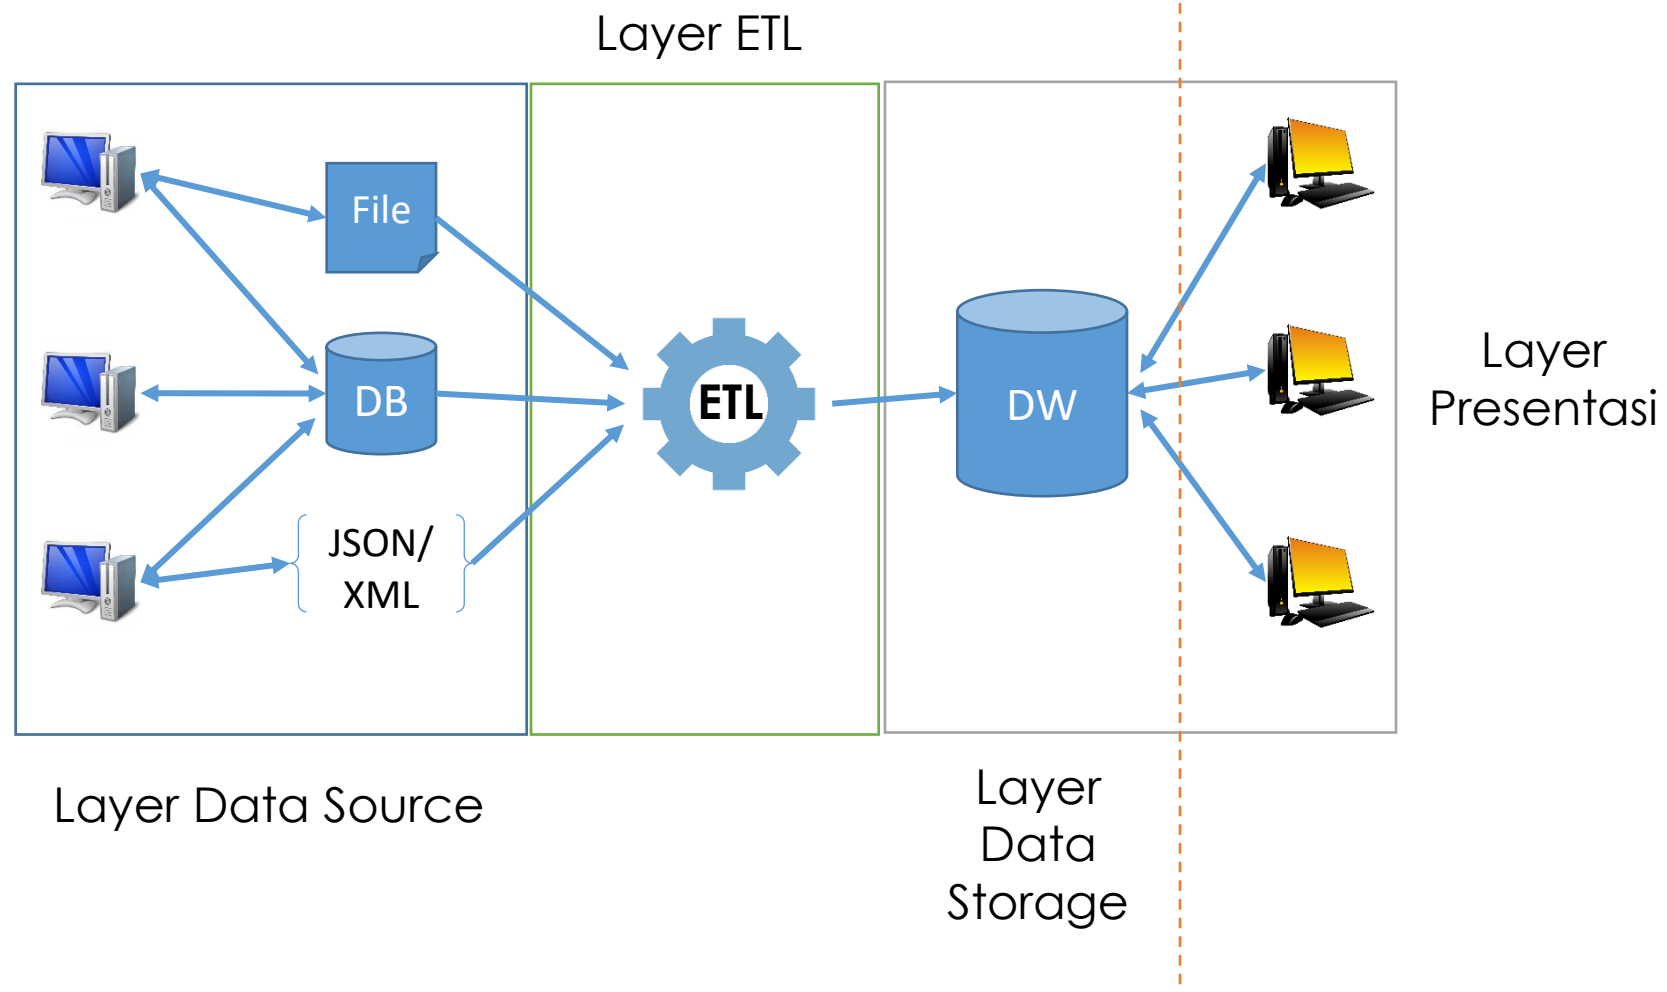 Layer ETL
File
DB
JSON/
XML
ETL
DW
Layer
Presentasi
Layer Data Source
Layer
Data
Storage